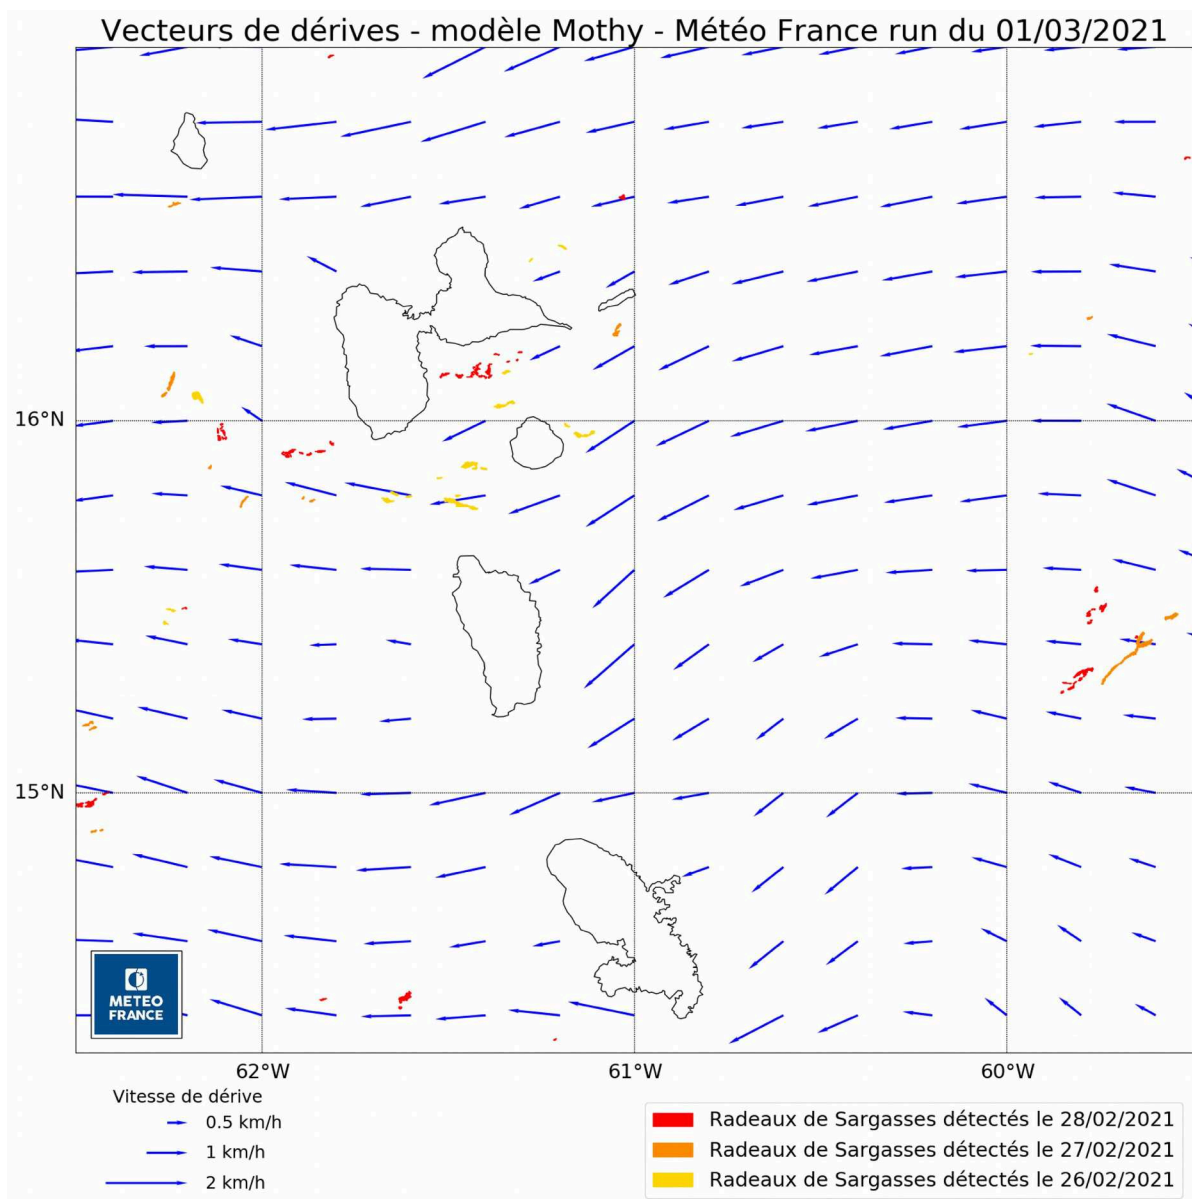 Vecteurs de dérives - modèle Mothy - Météo France run du 01/03/2021
16°N
15°N
METEO
FRANCE
62°W
61°W
60°W
Vitesse de dérive
0.5 km/h
1 km/h
2 km/h
Radeaux de Sargasses détectés le 28/02/2021
Radeaux de Sargasses détectés le 27/02/2021
Radeaux de Sargasses détectés le 26/02/2021